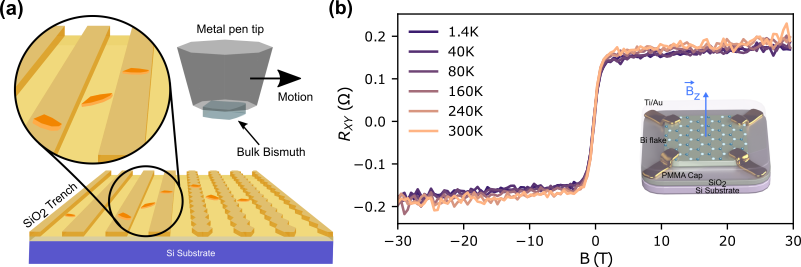 (a)
Metal pen tip
Motion
Bulk Bismuth
SiO2 Trench
Si Substrate
(b)
1.4K
40K
80K
160K
240K
300K
0.2
0.1
0.0
−0.1
−0.2
R_XY (Ω)
−30
−20
−10
0
10
20
30
B (T)
B_Z
Ti/Au
Bi flake
PMMA Cap
SiO2
Si Substrate